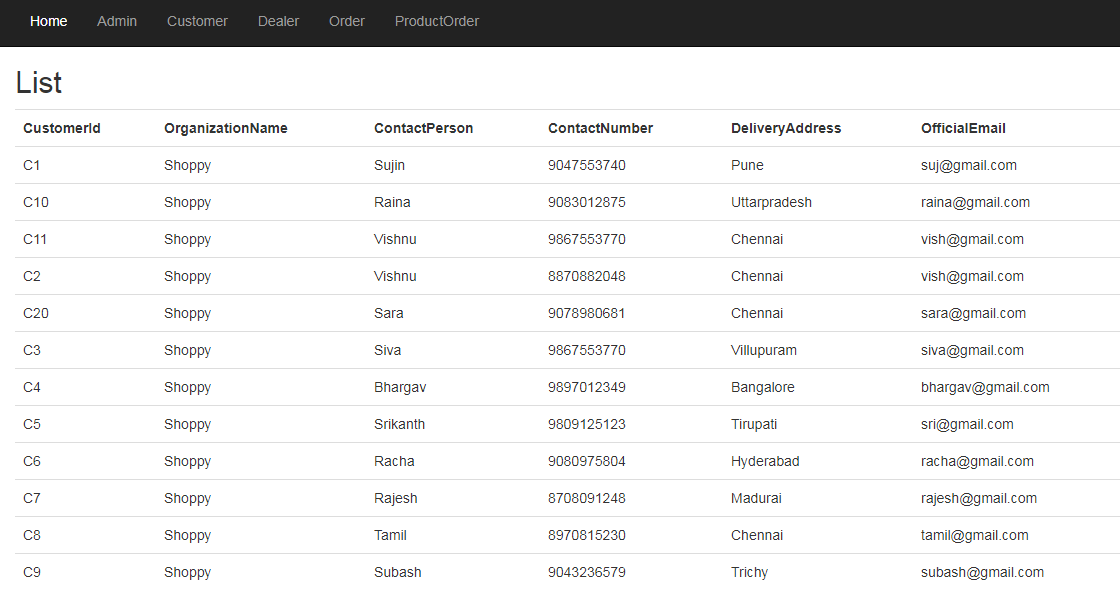 Home Admin Customer Dealer Order ProductOrder
List
CustomerId OrganizationName ContactPerson ContactNumber DeliveryAddress OfficialEmail
C1 Shoppy Sujin 9047553740 Pune suj@gmail.com
C10 Shoppy Raina 9083012875 Uttarpradesh raina@gmail.com
C11 Shoppy Vishnu 9867553770 Chennai vish@gmail.com
C2 Shoppy Vishnu 8870882048 Chennai vish@gmail.com
C20 Shoppy Sara 9078980681 Chennai sara@gmail.com
C3 Shoppy Siva 9867553770 Villupuram siva@gmail.com
C4 Shoppy Bhargav 9897012349 Bangalore bhargav@gmail.com
C5 Shoppy Srikanth 9809125123 Tirupati sri@gmail.com
C6 Shoppy Racha 9080975804 Hyderabad racha@gmail.com
C7 Shoppy Rajesh 8708091248 Madurai rajesh@gmail.com
C8 Shoppy Tamil 8970815230 Chennai tamil@gmail.com
C9 Shoppy Subash 9043236579 Trichy subash@gmail.com